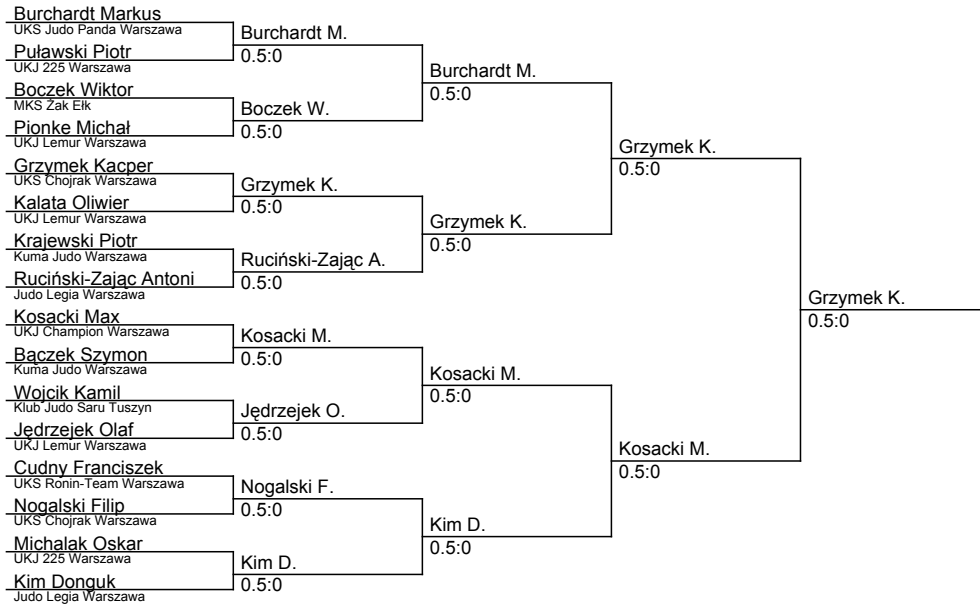 Burchardt Markus
UKS Judo Panda Warszawa
Puławski Piotr
UKJ 225 Warszawa
Boczek Wiktor
MKS Żak Ełk
Pionke Michał
UKJ Lemur Warszawa
Grzymek Kacper
UKS Chojrak Warszawa
Kalata Oliwier
UKJ Lemur Warszawa
Krajewski Piotr
Kuma Judo Warszawa
Ruciński-Zając Antoni
Judo Legia Warszawa
Kosacki Max
UKJ Champion Warszawa
Bączek Szymon
Kuma Judo Warszawa
Wojcik Kamil
Klub Judo Saru Tuszyn
Jędrzejek Olaf
UKJ Lemur Warszawa
Cudny Franciszek
UKS Ronin-Team Warszawa
Nogalski Filip
UKS Chojrak Warszawa
Michalak Oskar
UKJ 225 Warszawa
Kim Donguk
Judo Legia Warszawa
Burchardt M.
0.5:0
Boczek W.
0.5:0
Grzymek K.
0.5:0
Ruciński-Zając A.
0.5:0
Kosacki M.
0.5:0
Jędrzejek O.
0.5:0
Nogalski F.
0.5:0
Kim D.
0.5:0
Burchardt M.
0.5:0
Grzymek K.
0.5:0
Kosacki M.
0.5:0
Kim D.
0.5:0
Grzymek K.
0.5:0
Kosacki M.
0.5:0
Grzymek K.
0.5:0